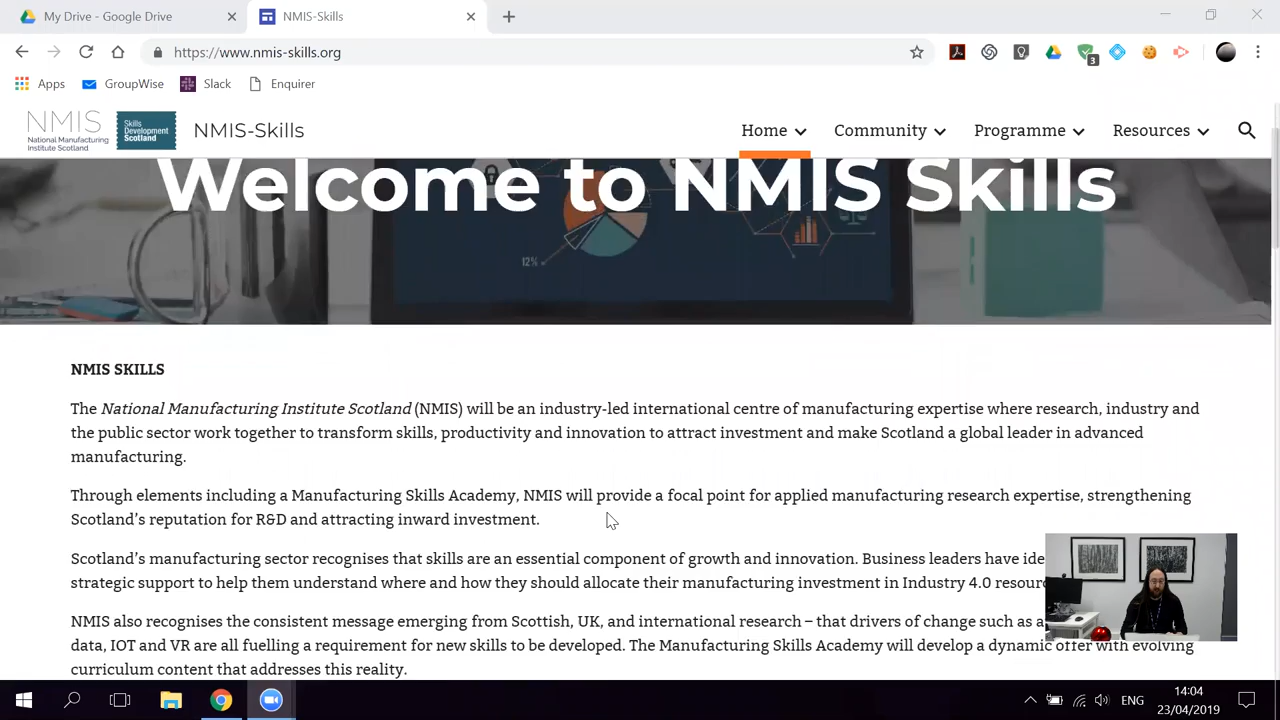 My Drive - Google Drive
NMIS-Skills
https://www.nmis-skills.org
3
Apps
GroupWise
Slack
Enquirer
NMIS
National Manufacturing
Institute Scotland
Skills
Development
Scotland
NMIS-Skills
Home
Community
Programme
Resources
Welcome to NMIS Skills
12%
NMIS SKILLS
The National Manufacturing Institute Scotland (NMIS) will be an industry-led international centre of manufacturing expertise where research, industry and
the public sector work together to transform skills, productivity and innovation to attract investment and make Scotland a global leader in advanced
manufacturing.
Through elements including a Manufacturing Skills Academy, NMIS will provide a focal point for applied manufacturing research expertise, strengthening
Scotland's reputation for R&D and attracting inward investment.
Scotland's manufacturing sector recognises that skills are an essential component of growth and innovation. Business leaders have
strategic support to help them understand where and how they should allocate their manufacturing investment in Industry 4.0
NMIS also recognises the consistent message emerging from Scottish, UK, and international research – that drivers of change such as
data, IOT and VR are all fuelling a requirement for new skills to be developed. The Manufacturing Skills Academy will develop a dynamic offer with evolving
curriculum content that addresses this reality.
ENG
14:04
23/04/2019